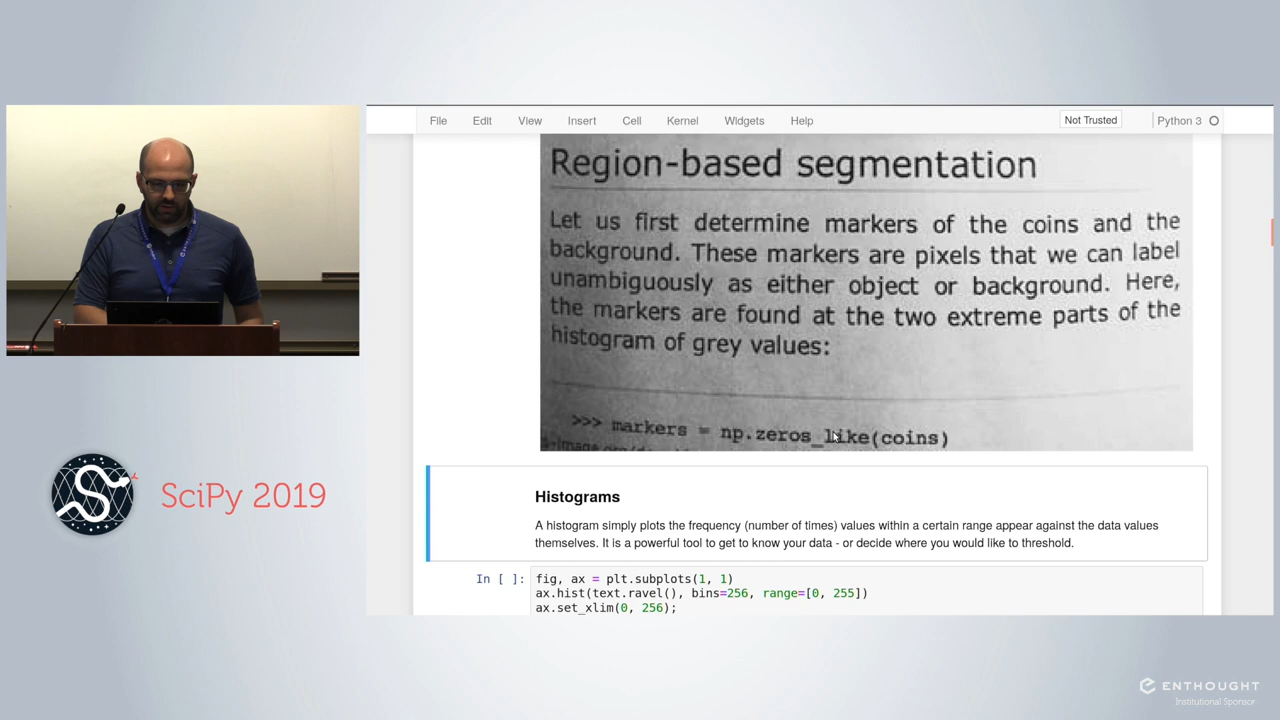 File Edit View Insert Cell Kernel Widgets Help Not Trusted Python 3
Region-based segmentation
Let us first determine markers of the coins and the
background. These markers are pixels that we can label
unambiguously as either object or background. Here,
the markers are found at the two extreme parts of the
histogram of grey values:
>>> markers = np.zeros_like(coins)
Histograms
A histogram simply plots the frequency (number of times) values within a certain range appear against the data values
themselves. It is a powerful tool to get to know your data - or decide where you would like to threshold.
In [ ]: fig, ax = plt.subplots(1, 1)
ax.hist(text.ravel(), bins=256, range=[0, 255])
ax.set_xlim(0, 256);
SciPy 2019
ENTHOUGHT
Institutional Sponsor